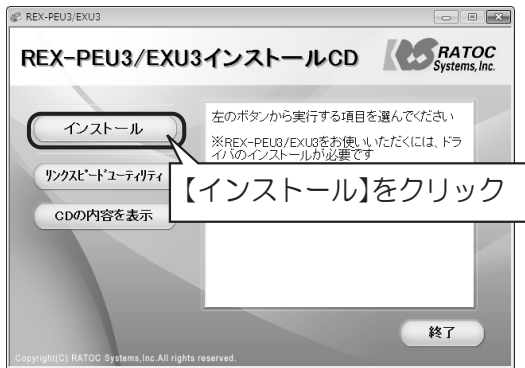 REX-PEU3/EXU3
REX-PEU3/EXU3インストールCD
RATOC
Systems, Inc.
インストール
リンクスピードユーティリティ
CDの内容を表示
左のボタンから実行する項目を選んでください
※REX-PEU3/EXU3をお使いいただくには、ドラ
イバのインストールが必要です
【インストール】をクリック
終了
Copyright(C) RATOC Systems,Inc.All rights reserved.